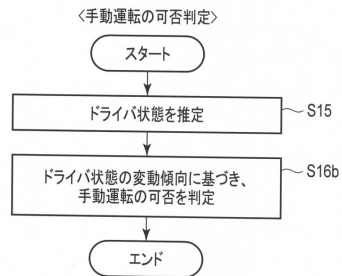 〈手動運転の可否判定〉
スタート
ドライバ状態を推定
S15
ドライバ状態の変動傾向に基づき、
手動運転の可否を判定
S16b
エンド